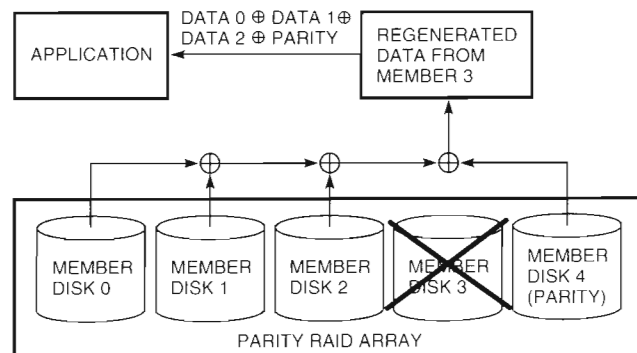 DATA 0 ⊕ DATA 1⊕
DATA 2 ⊕ PARITY
APPLICATION
REGENERATED
DATA FROM
MEMBER 3
MEMBER
DISK 0
MEMBER
DISK 1
MEMBER
DISK 2
MEMBER
DISK 3
MEMBER
DISK 4
(PARITY)
PARITY RAID ARRAY